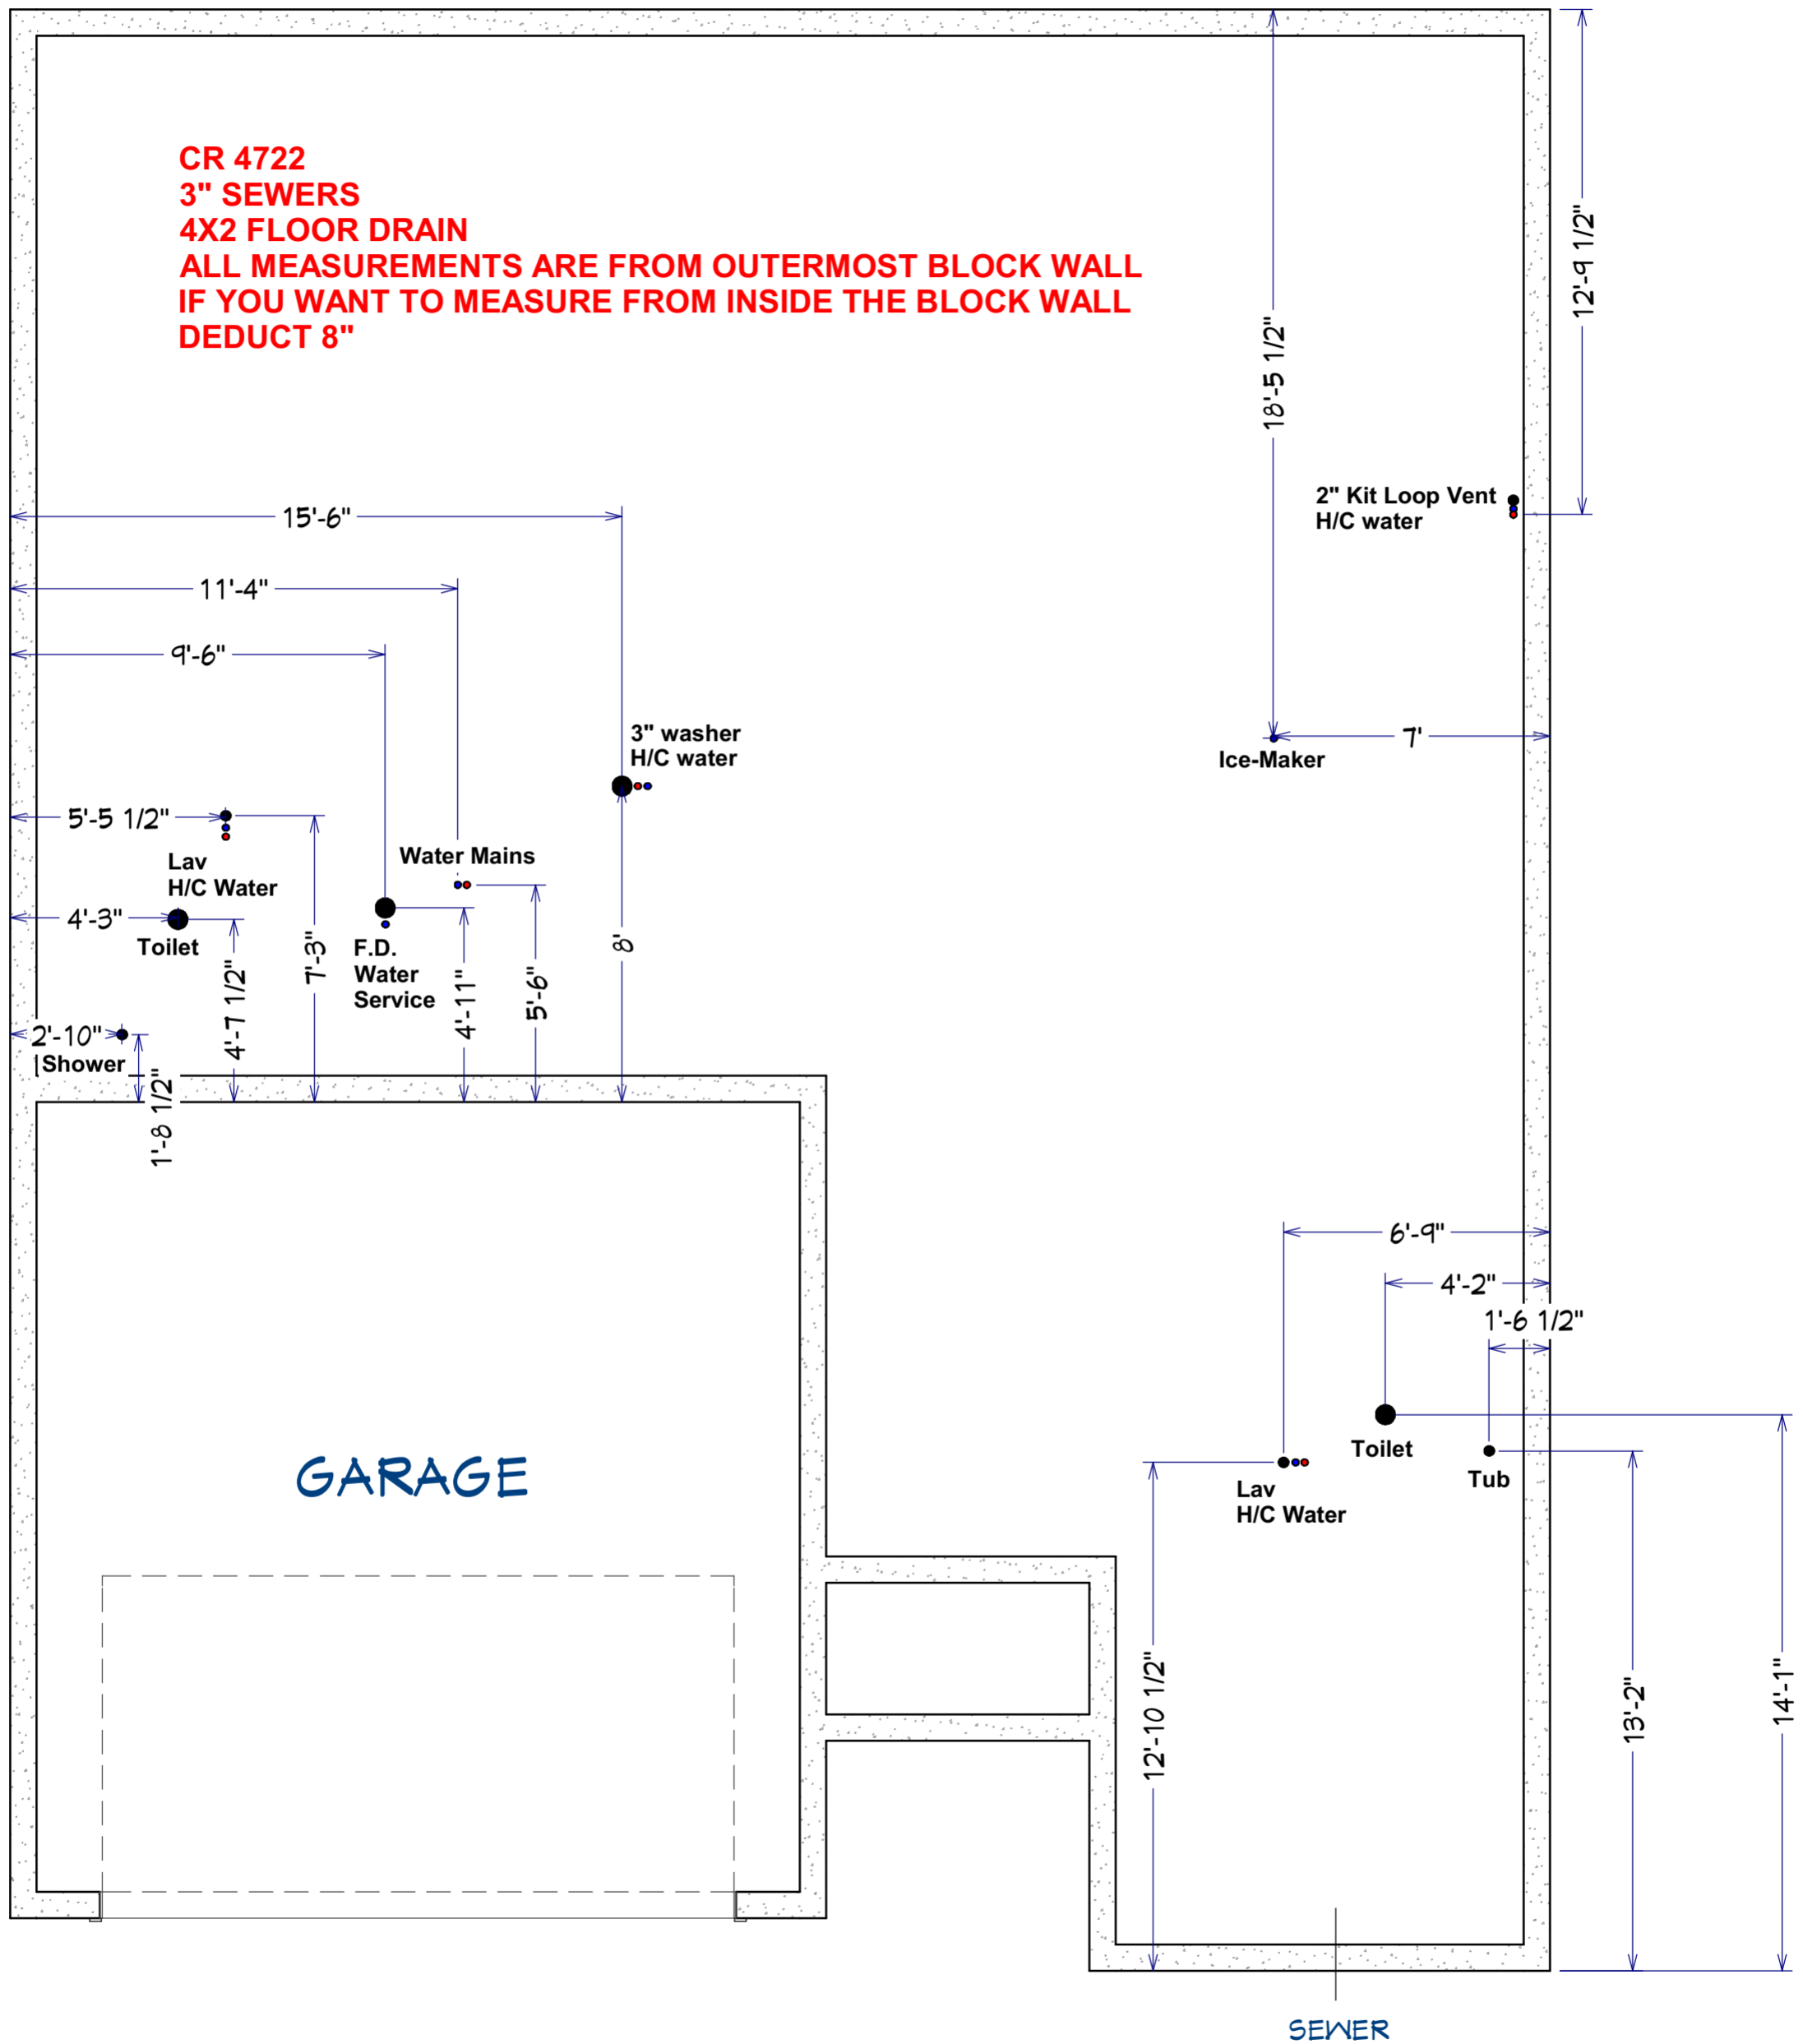 CR 4722
3" SEWERS
4X2 FLOOR DRAIN
ALL MEASUREMENTS ARE FROM OUTERMOST BLOCK WALL
IF YOU WANT TO MEASURE FROM INSIDE THE BLOCK WALL
DEDUCT 8"
12'-9 1/2"
18'-5 1/2"
2" Kit Loop Vent
H/C water
15'-6"
11'-4"
9'-6"
3" washer
H/C water
7'
Ice-Maker
5'-5 1/2"
Lav
H/C Water
Water Mains
4'-3"
Toilet
F.D.
Water
Service
8'
7'-3"
4'-7 1/2"
4'-11"
5'-6"
2'-10"
Shower
1'-8 1/2"
6'-9"
4'-2"
1'-6 1/2"
Toilet
Tub
Lav
H/C Water
GARAGE
12'-10 1/2"
13'-2"
14'-1"
SEWER